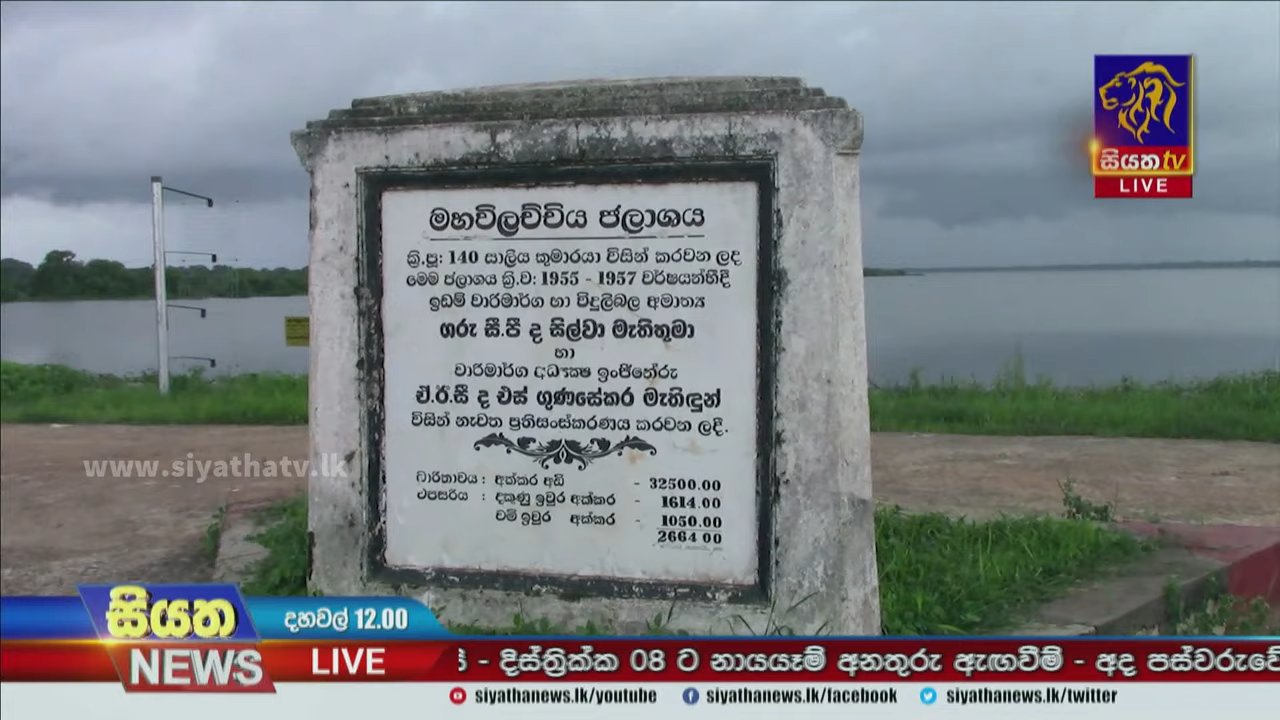 සියත tv
LIVE
මහවිලච්චිය ජලාශය
ක්‍රි.පූ: 140 සාලිය කුමාරයා විසින් කරවන ලද
මෙම ජලාශය ක්‍රි.ව: 1955 - 1957 වර්ෂයන්හීදී
ඉඩම් වාරිමාර්ග හා විදුලිබල අමාත්‍ය
ගරු සී.පී ද සිල්වා මැතිතුමා
හා
වාරිමාර්ග අධ්‍යක්ෂ ඉංජිනේරු
ඒ.ඊ.සී ද එස් ගුණසේකර මැතිඳුන්
විසින් නැවත ප්‍රතිසංස්කරණය කරවන ලදී.
ධාරිතාවය : අක්කර අඩි - 32500.00
ථපසරිය : දකුණු ඉවුර අක්කර - 1614.00
වම් ඉවුර අක්කර - 1050.00
2664 00
www.siyathatv.lk
සියත දහවල් 12.00
NEWS LIVE
- දිස්ත්‍රික්ක 08 ට නායයෑම් අනතුරු ඇඟවීම් - අද පස්වරුවේ
siyathanews.lk/youtube siyathanews.lk/facebook siyathanews.lk/twitter